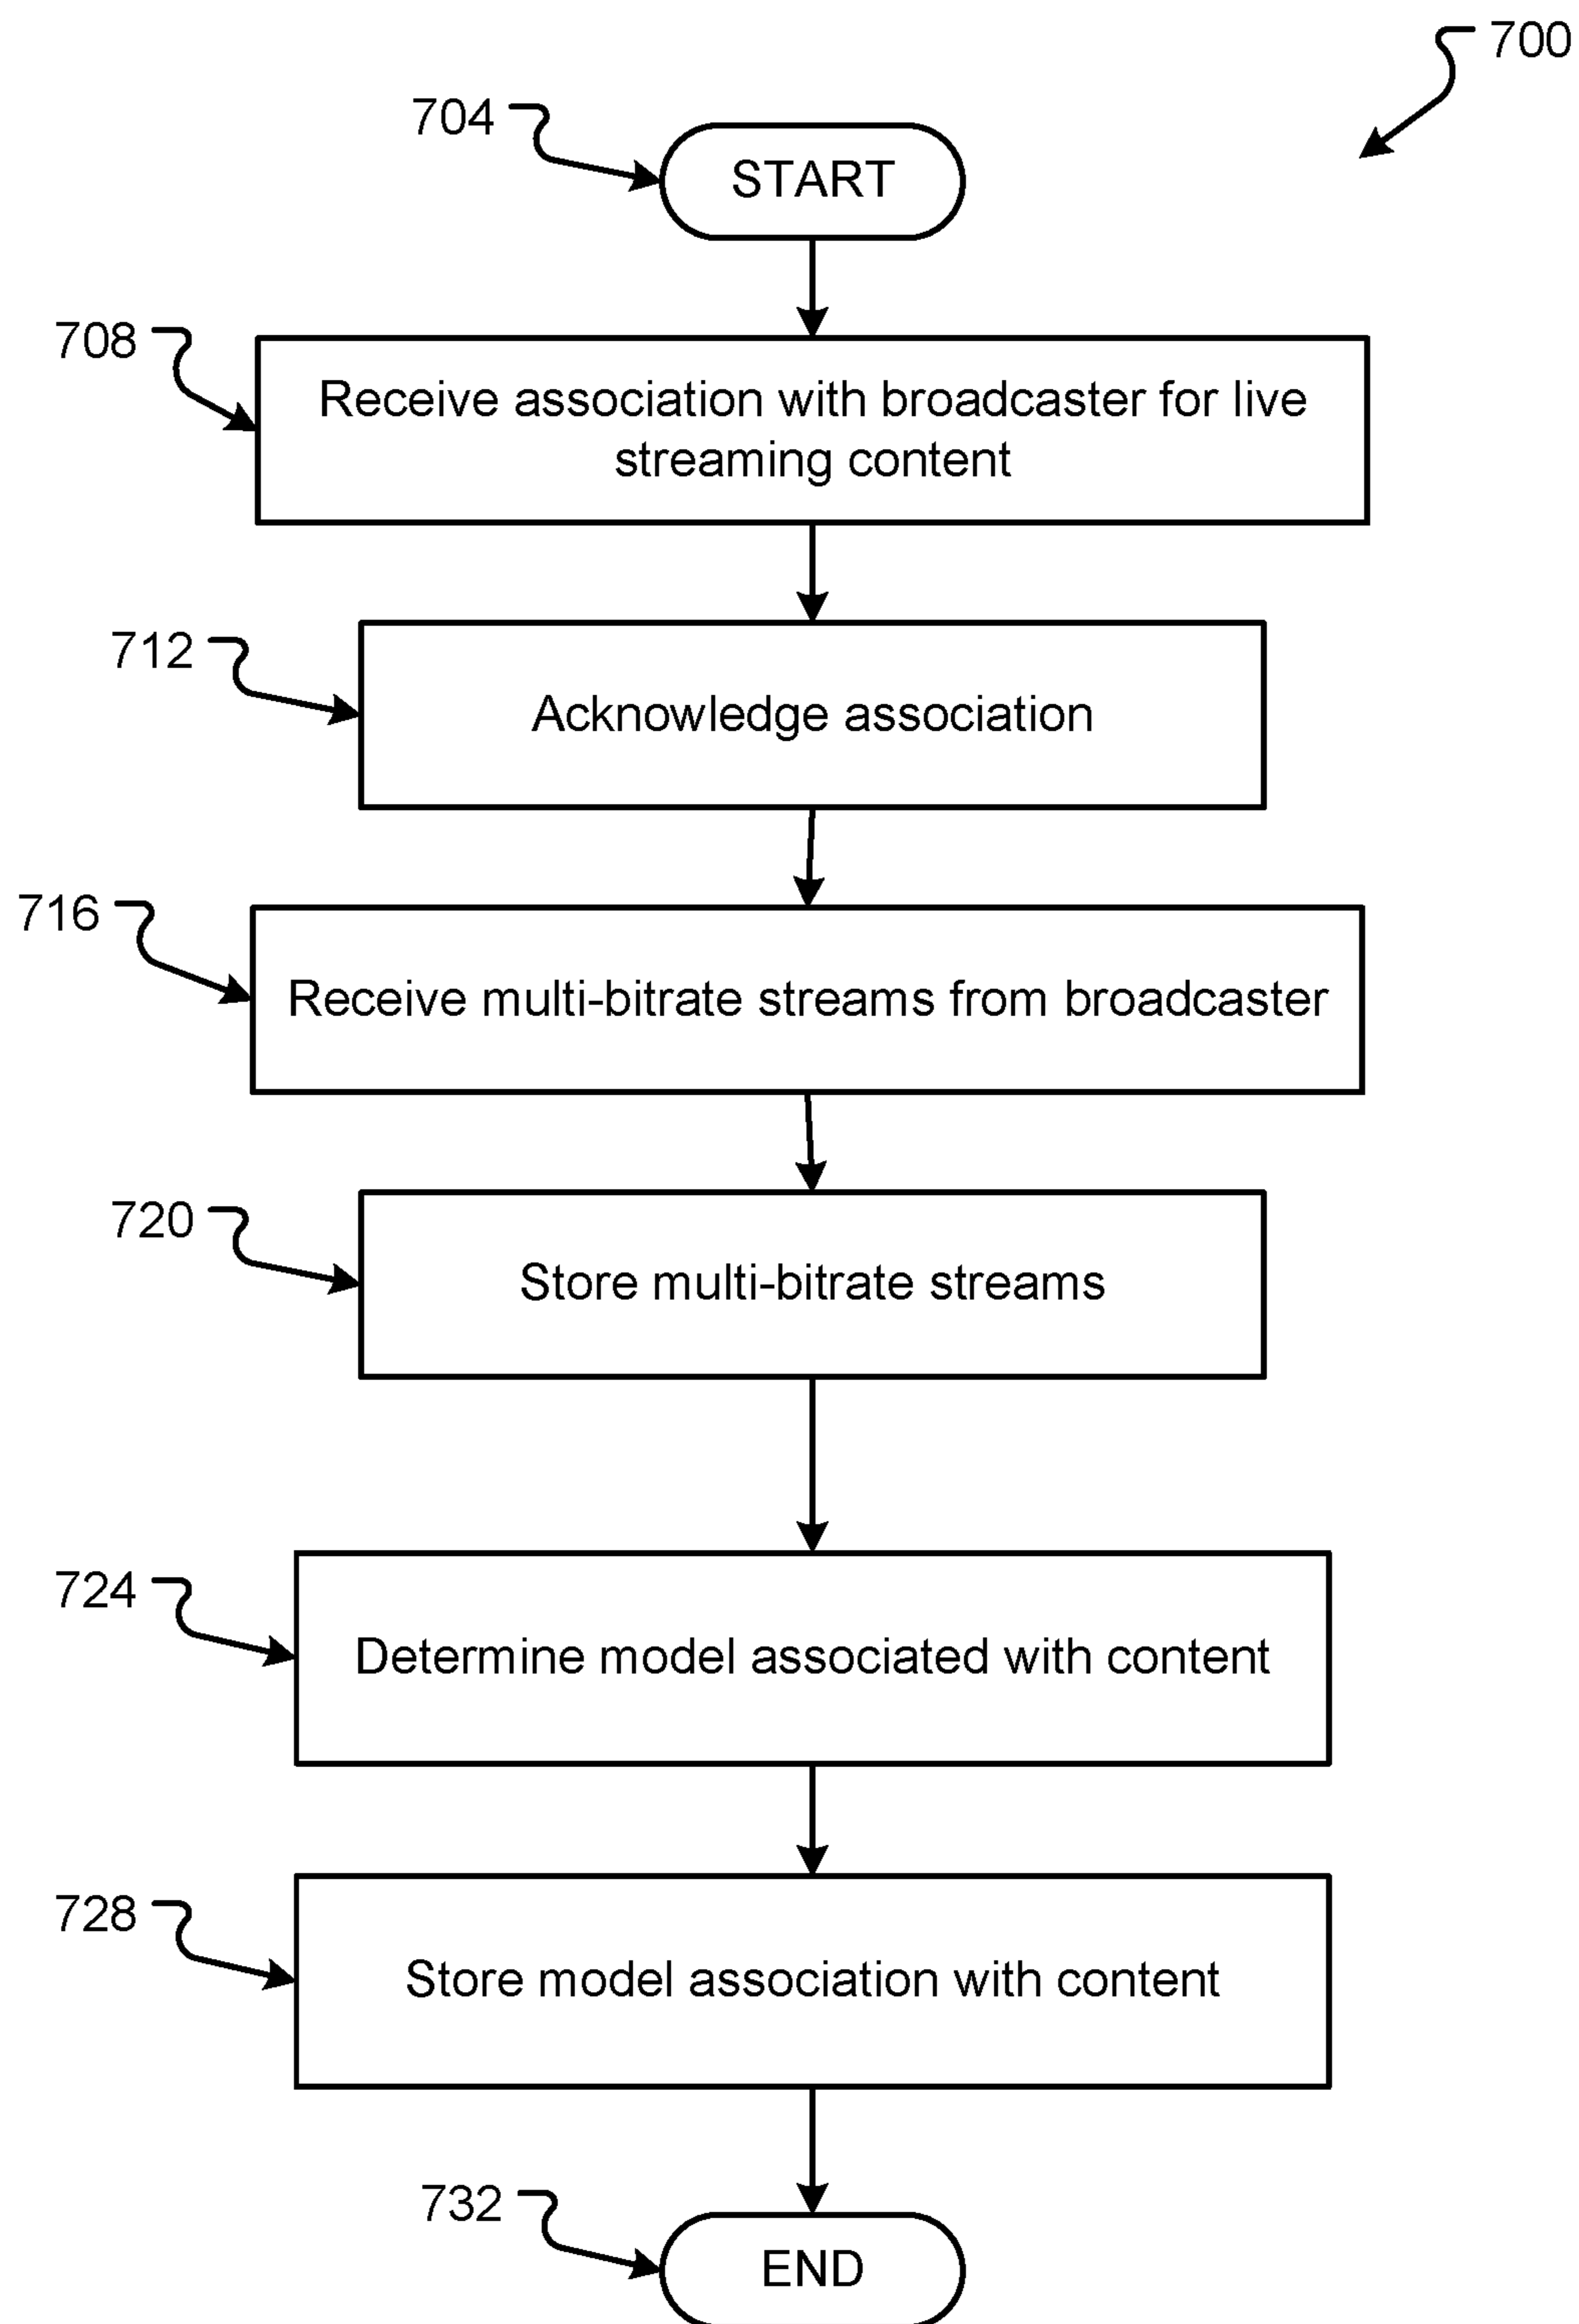 700
704
START
708
Receive association with broadcaster for live
streaming content
712
Acknowledge association
716
Receive multi-bitrate streams from broadcaster
720
Store multi-bitrate streams
724
Determine model associated with content
728
Store model association with content
732
END